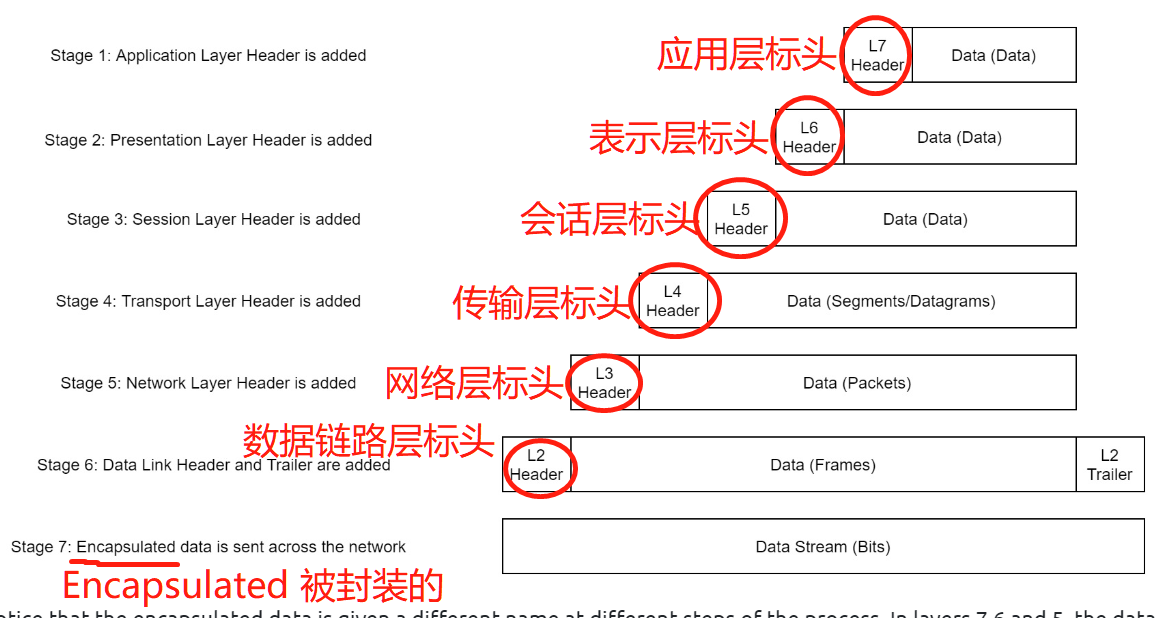 Stage 1: Application Layer Header is added
应用层标头
L7
Header
Data (Data)
Stage 2: Presentation Layer Header is added
表示层标头
L6
Header
Data (Data)
Stage 3: Session Layer Header is added
会话层标头
L5
Header
Data (Data)
Stage 4: Transport Layer Header is added
传输层标头
L4
Header
Data (Segments/Datagrams)
Stage 5: Network Layer Header is added
网络层标头
L3
Header
Data (Packets)
数据链路层标头
Stage 6: Data Link Header and Trailer are added
L2
Header
Data (Frames)
L2
Trailer
Stage 7: Encapsulated data is sent across the network
Data Stream (Bits)
Encapsulated 被封装的
otice that the encapsulated data is given a different name at different steps of the process. In layers 7,6 and 5, the data